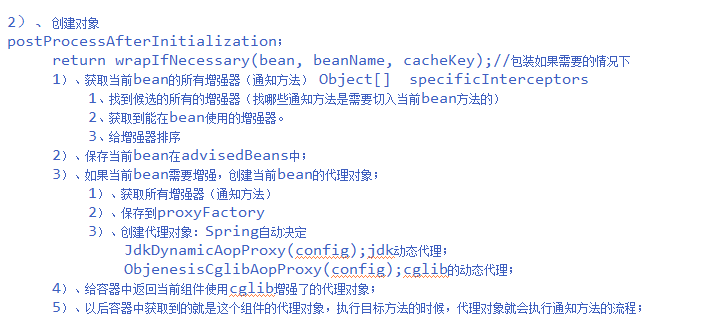 2）、创建对象
postProcessAfterInitialization；
return wrapIfNecessary(bean, beanName, cacheKey);//包装如果需要的情况下
1）、获取当前bean的所有增强器（通知方法） Object[]  specificInterceptors
1、找到候选的所有的增强器（找哪些通知方法是需要切入当前bean方法的）
2、获取到能在bean使用的增强器。
3、给增强器排序
2）、保存当前bean在advisedBeans中；
3）、如果当前bean需要增强，创建当前bean的代理对象；
1）、获取所有增强器（通知方法）
2）、保存到proxyFactory
3）、创建代理对象：Spring自动决定
JdkDynamicAopProxy(config);jdk动态代理；
ObjenesisCglibAopProxy(config);cglib的动态代理；
4）、给容器中返回当前组件使用cglib增强了的代理对象；
5）、以后容器中获取到的就是这个组件的代理对象，执行目标方法的时候，代理对象就会执行通知方法的流程；